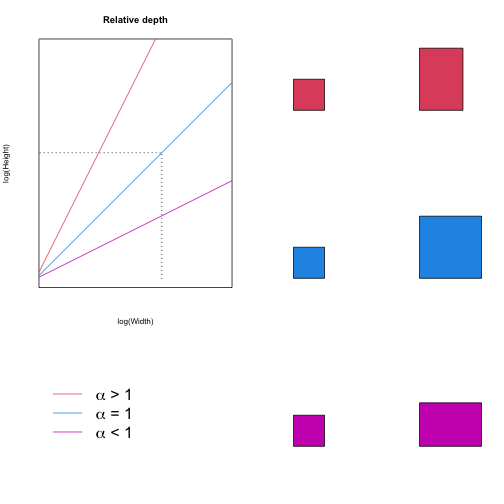 Relative depth
log(Height)
log(Width)
α > 1
α = 1
α < 1